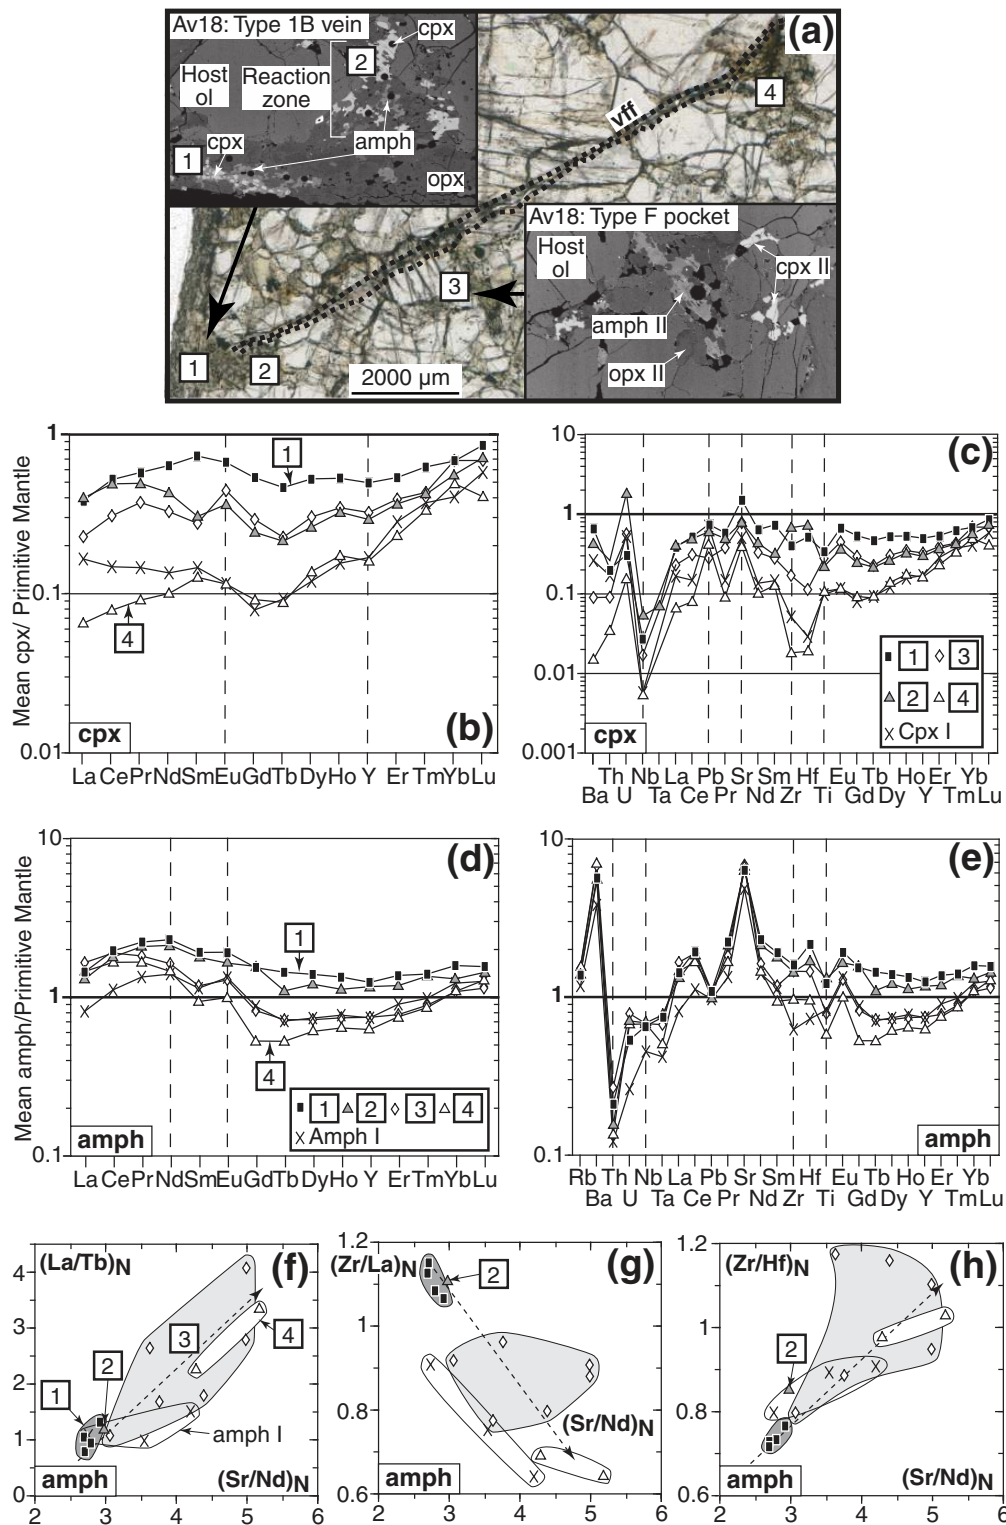 (a)
Av18: Type 1B vein
cpx
2
Host
ol
Reaction
zone
4
vff
amph
cpx
1
opx
Av18: Type F pocket
Host
ol
cpx II
3
amph II
opx II
1
2
2000 µm
Mean cpx/ Primitive Mantle
1
0.1
0.01
1
4
cpx
(b)
La Ce Pr Nd Sm Eu Gd Tb Dy Ho Y Er Tm Yb Lu
10
1
0.1
0.01
0.001
(c)
1 3
2 4
Cpx I
cpx
Th Nb La Pb Sr Sm Hf Eu Tb Ho Er Yb
Ba U Ta Ce Pr Nd Zr Ti Gd Dy Y Tm Lu
Mean amph/Primitive Mantle
10
1
0.1
(d)
1
4
1 2 3 4
Amph I
amph
La Ce Pr Nd Sm Eu Gd Tb Dy Ho Y Er Tm Yb Lu
10
1
0.1
(e)
amph
Rb Th Nb La Pb Sr Sm Hf Eu Tb Ho Er Yb
Ba U Ta Ce Pr Nd Zr Ti Gd Dy Y Tm Lu
(La/Tb)N
(f)
4
3
2
1
0
3
4
2
1
amph I
amph
(Sr/Nd)N
2 3 4 5 6
1.2
1
0.8
0.6
(Zr/La)N
(g)
2
(Sr/Nd)N
amph
2 3 4 5 6
1.2
1
0.8
0.6
(Zr/Hf)N
(h)
2
amph
(Sr/Nd)N
2 3 4 5 6